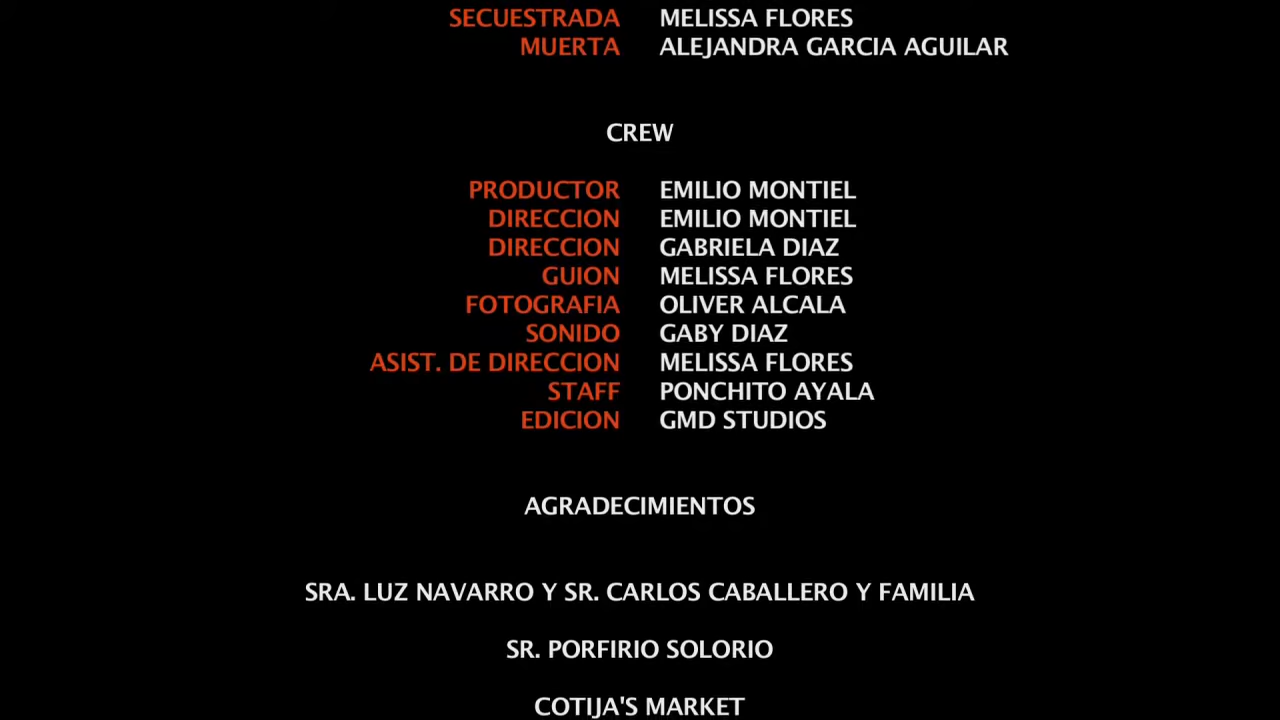 SECUESTRADA MELISSA FLORES
MUERTA ALEJANDRA GARCIA AGUILAR
CREW
PRODUCTOR EMILIO MONTIEL
DIRECCION EMILIO MONTIEL
DIRECCION GABRIELA DIAZ
GUION MELISSA FLORES
FOTOGRAFIA OLIVER ALCALA
SONIDO GABY DIAZ
ASIST. DE DIRECCION MELISSA FLORES
STAFF PONCHITO AYALA
EDICION GMD STUDIOS
AGRADECIMIENTOS
SRA. LUZ NAVARRO Y SR. CARLOS CABALLERO Y FAMILIA
SR. PORFIRIO SOLORIO
COTIJA'S MARKET